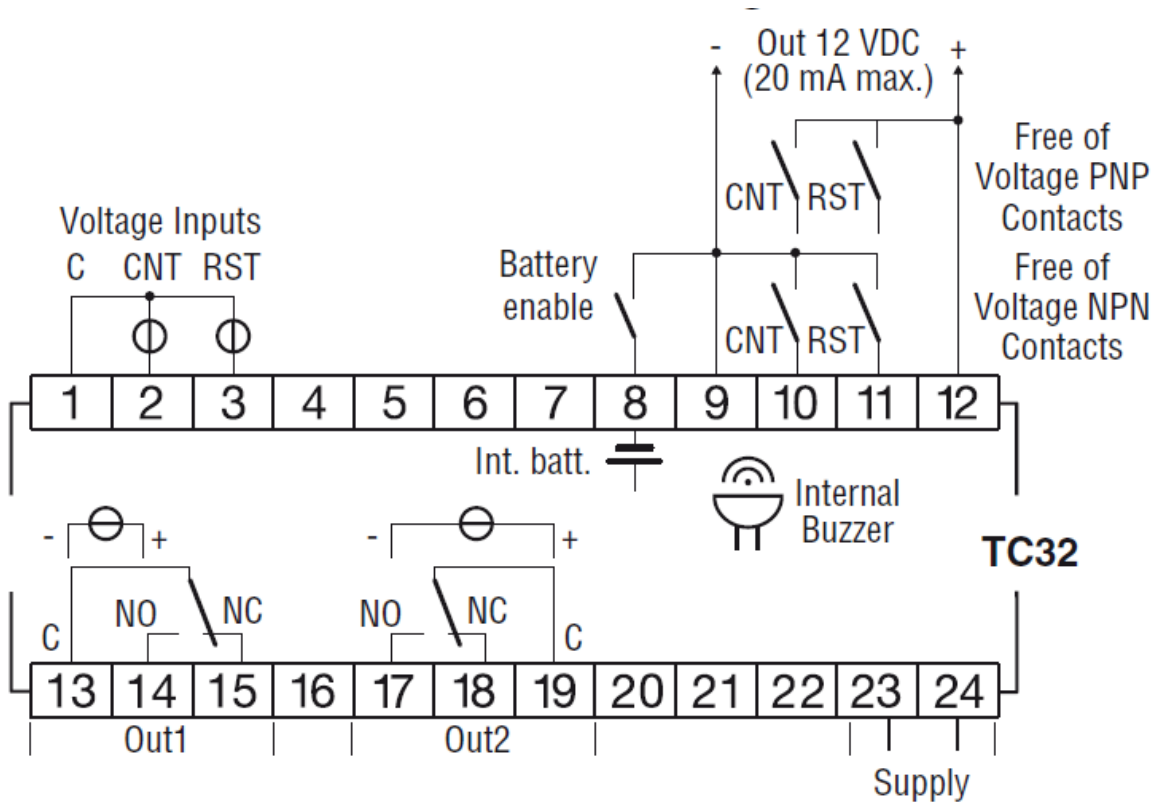 - Out 12 VDC +
(20 mA max.)
Free of
Voltage PNP
Contacts
CNT RST
Voltage Inputs
C CNT RST
Battery
enable
Free of
Voltage NPN
Contacts
CNT RST
1 2 3 4 5 6 7 8 9 10 11 12
Int. batt.
Internal
Buzzer
TC32
- +
- +
C NO NC
NO NC C
13 14 15 16 17 18 19 20 21 22 23 24
Out1
Out2
Supply